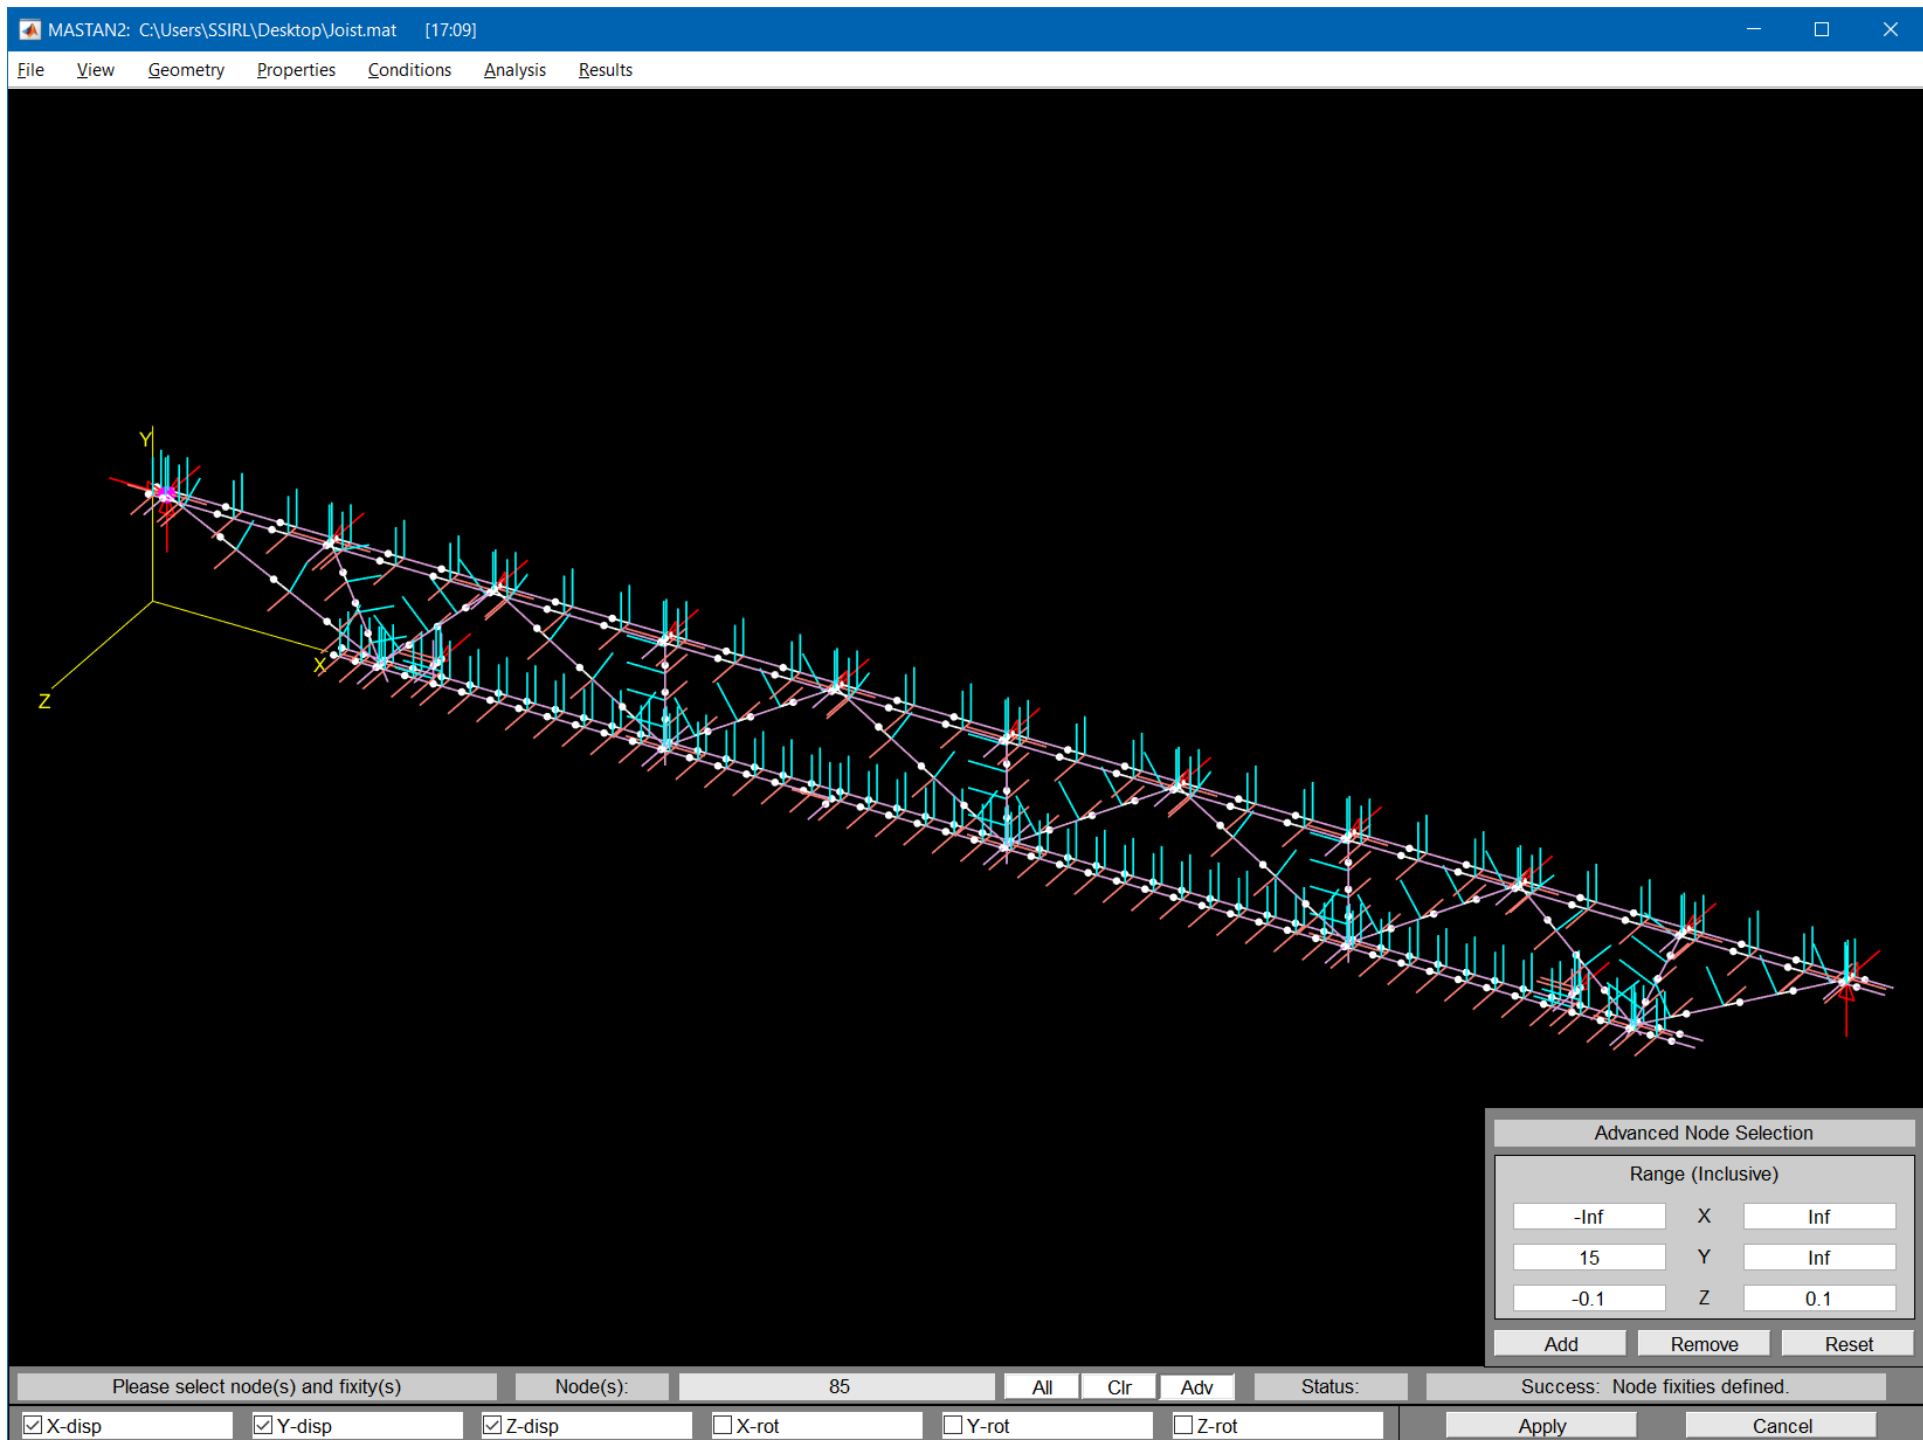 MASTAN2: C:\Users\SSIRL\Desktop\Joist.mat [17:09]
File View Geometry Properties Conditions Analysis Results
Y
X
Z
Advanced Node Selection
Range (Inclusive)
-Inf X Inf
15 Y Inf
-0.1 Z 0.1
Add Remove Reset
Please select node(s) and fixity(s) Node(s): 85 All Clr Adv Status: Success: Node fixities defined.
X-disp Y-disp Z-disp X-rot Y-rot Z-rot Apply Cancel